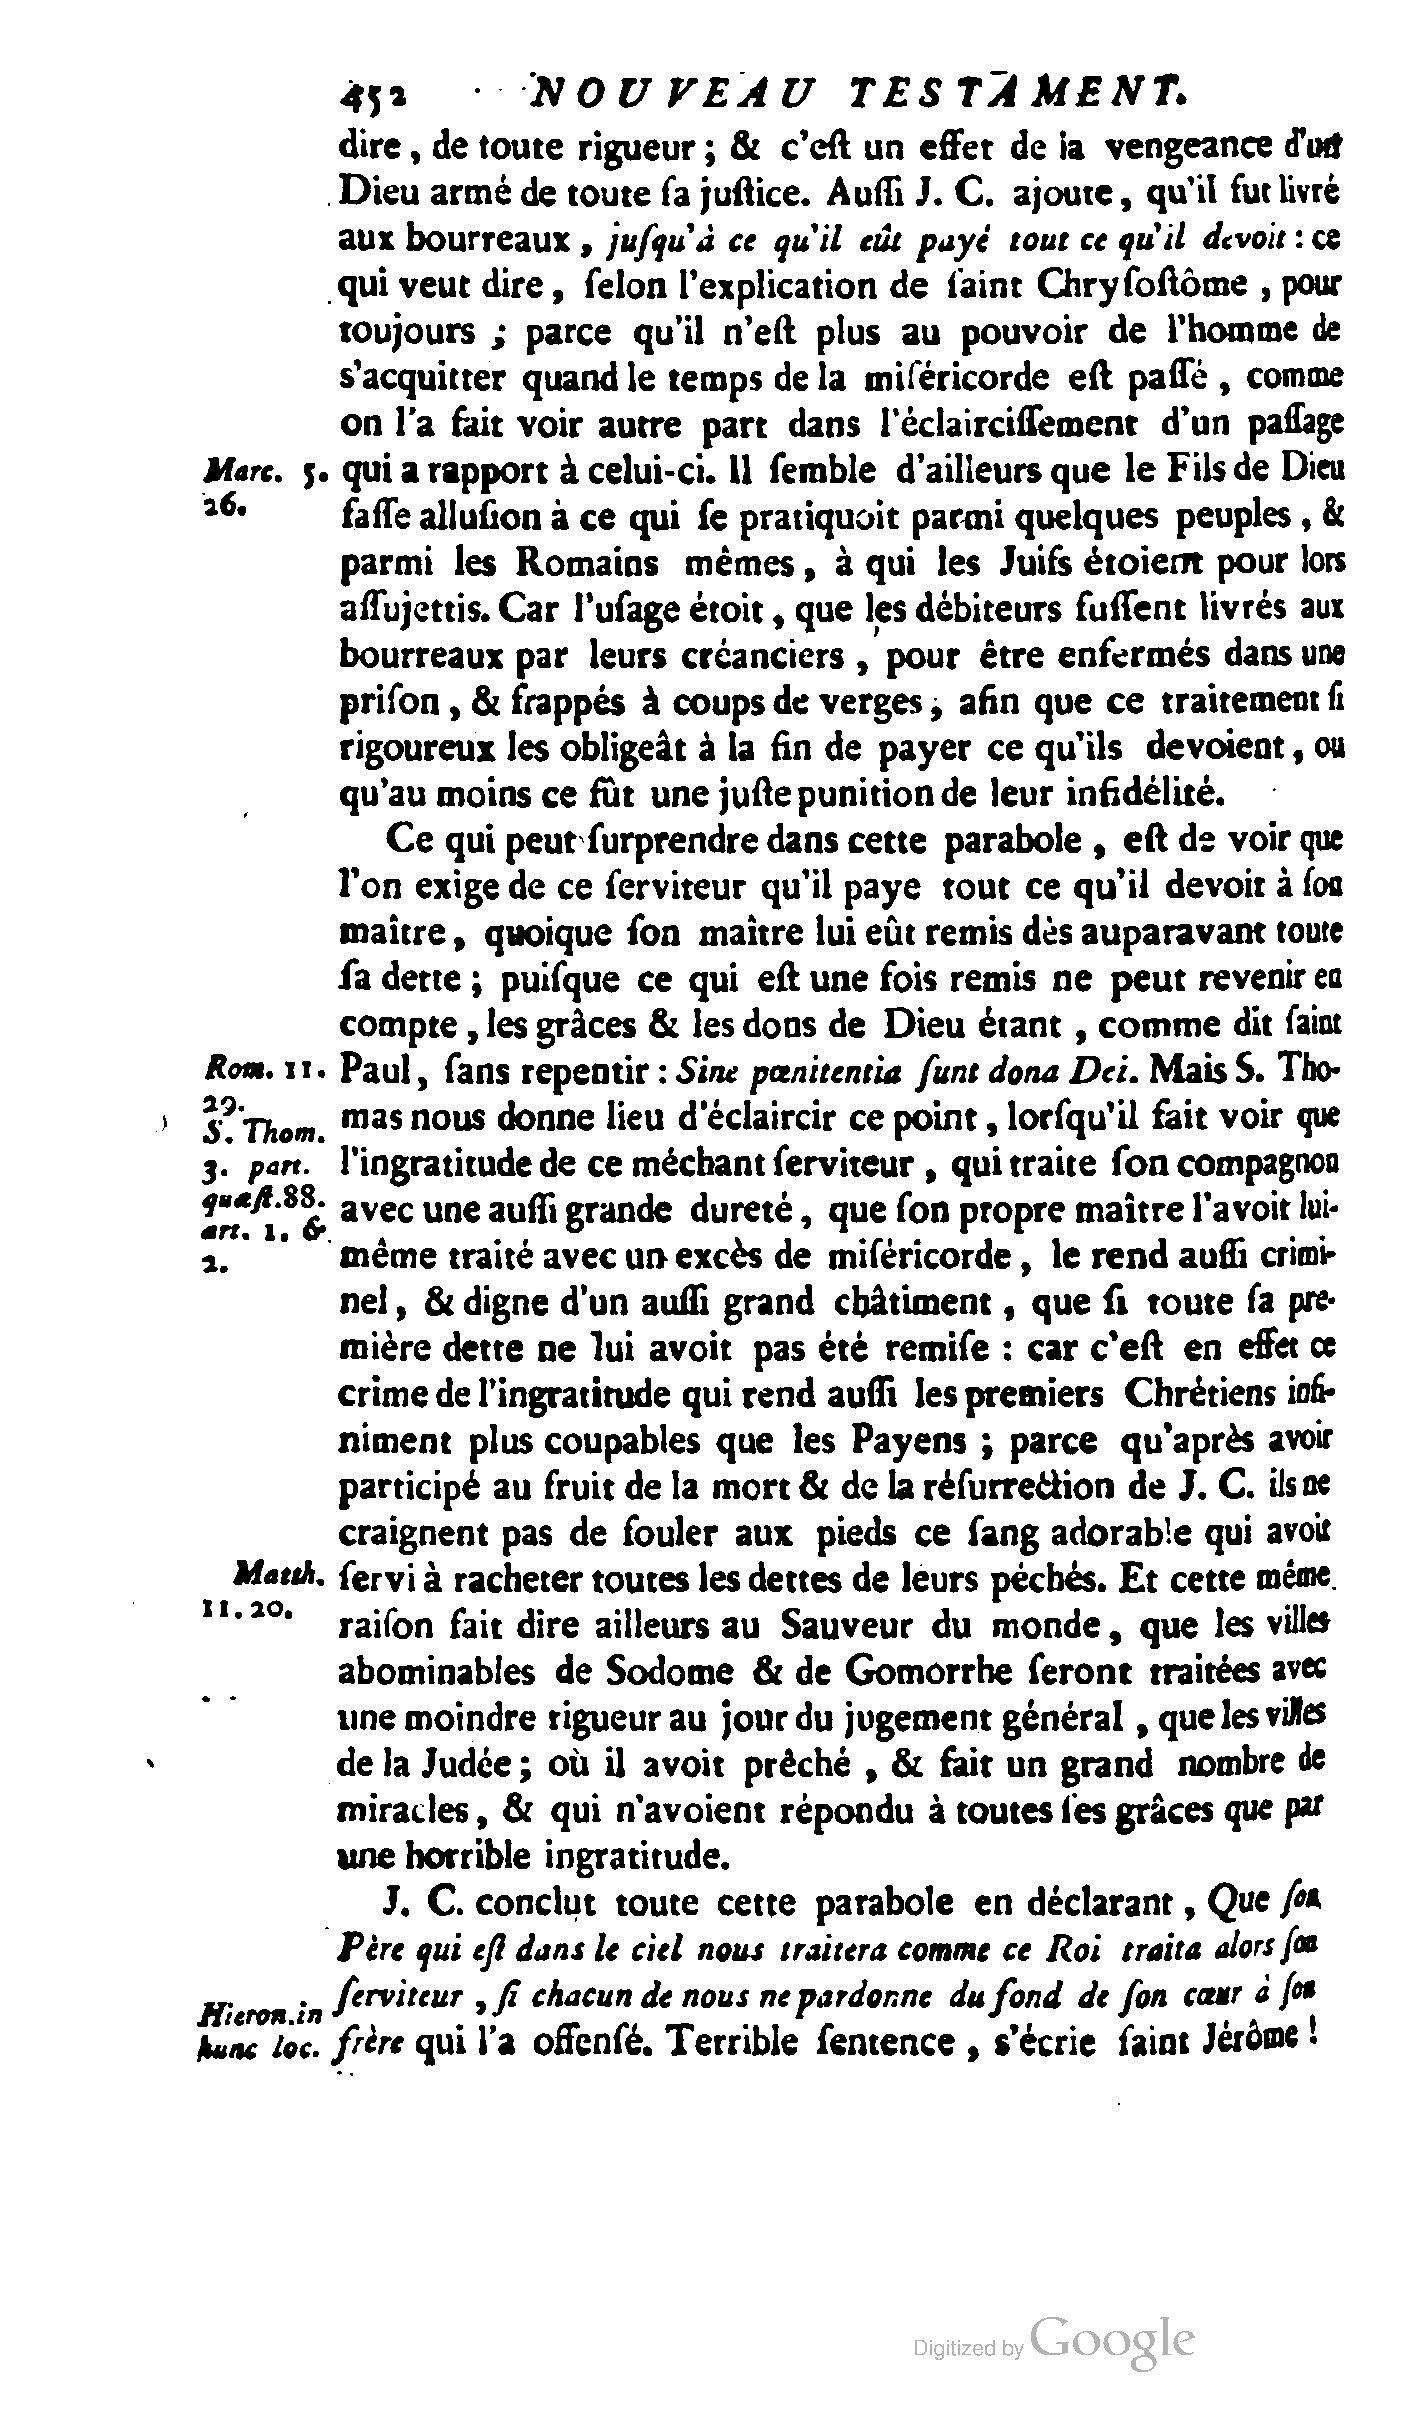 452 NOUVEAU TESTAMENT.
dire, de toute rigueur ; & c'eſt un effet de la vengeance d'un
Dieu armé de toute ſa juſtice. Auſſi J. C. ajoute, qu'il fut livré
aux bourreaux, juſqu'à ce qu'il eût payé tout ce qu'il devoit : ce
qui veut dire, ſelon l'explication de ſaint Chryſoſtôme, pour
toujours ; parce qu'il n'eſt plus au pouvoir de l'homme de
s'acquitter quand le temps de la miſéricorde eſt paſſé, comme
on l'a fait voir autre part dans l'éclairciſſement d'un paſſage
Marc. 5. qui a rapport à celui-ci. Il ſemble d'ailleurs que le Fils de Dieu
26. faſſe alluſion à ce qui ſe pratiquoit parmi quelques peuples, &
parmi les Romains mêmes, à qui les Juifs étoient pour lors
aſſujettis. Car l'uſage étoit, que les débiteurs fuſſent livrés aux
bourreaux par leurs créanciers, pour être enfermés dans une
priſon, & frappés à coups de verges ; afin que ce traitement ſi
rigoureux les obligeât à la fin de payer ce qu'ils devoient, ou
qu'au moins ce fût une juſte punition de leur infidélité.
Ce qui peut ſurprendre dans cette parabole, eſt de voir que
l'on exige de ce ſerviteur qu'il paye tout ce qu'il devoit à ſon
maître, quoique ſon maître lui eût remis dès auparavant toute
ſa dette ; puiſque ce qui eſt une fois remis ne peut revenir en
compte, les grâces & les dons de Dieu étant, comme dit ſaint
Rom. 11. Paul, ſans repentir : Sine pœnitentia ſunt dona Dei. Mais S. Tho-
29.
S. Thom. mas nous donne lieu d'éclaircir ce point, lorſqu'il fait voir que
3. part. l'ingratitude de ce méchant ſerviteur, qui traite ſon compagnon
quæſt.88. avec une auſſi grande dureté, que ſon propre maître l'avoit lui-
art. 1. &
2. même traité avec un excès de miſéricorde, le rend auſſi crimi-
nel, & digne d'un auſſi grand châtiment, que ſi toute ſa pre-
mière dette ne lui avoit pas été remiſe : car c'eſt en effet ce
crime de l'ingratitude qui rend auſſi les premiers Chrétiens infi-
niment plus coupables que les Payens ; parce qu'après avoir
participé au fruit de la mort & de la réſurrection de J. C. ils ne
craignent pas de fouler aux pieds ce ſang adorable qui avoit
Matth. ſervi à racheter toutes les dettes de leurs péchés. Et cette même
11. 20. raiſon fait dire ailleurs au Sauveur du monde, que les villes
abominables de Sodome & de Gomorrhe ſeront traitées avec
une moindre rigueur au jour du jugement général, que les villes
de la Judée ; où il avoit prêché, & fait un grand nombre de
miracles, & qui n'avoient répondu à toutes ſes grâces que par
une horrible ingratitude.
J. C. conclut toute cette parabole en déclarant, Que ſon
Père qui eſt dans le ciel nous traitera comme ce Roi traita alors ſon
Hieron.in ſerviteur, ſi chacun de nous ne pardonne du fond de ſon cœur à ſon
hunc loc. frère qui l'a offenſé. Terrible ſentence, s'écrie ſaint Jérôme !
Digitized by Google